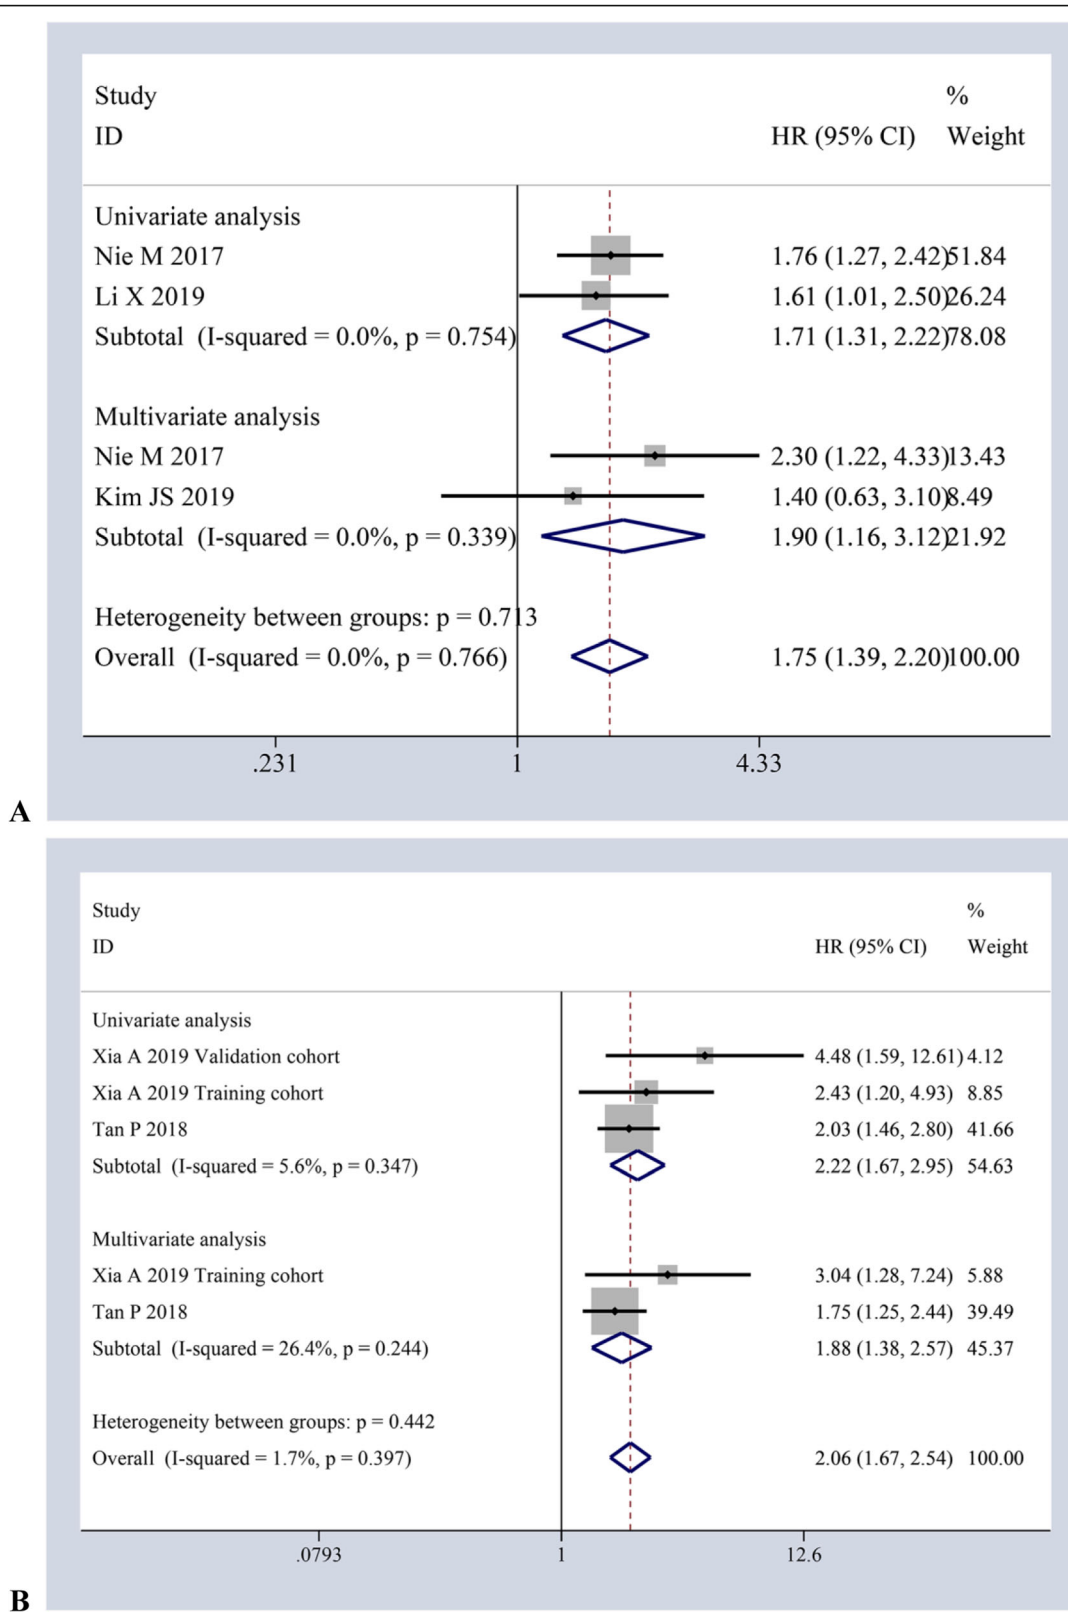 Study %
ID HR (95% CI) Weight
Univariate analysis
Nie M 2017 1.76 (1.27, 2.42) 51.84
Li X 2019 1.61 (1.01, 2.50) 26.24
Subtotal (I-squared = 0.0%, p = 0.754) 1.71 (1.31, 2.22) 78.08
Multivariate analysis
Nie M 2017 2.30 (1.22, 4.33) 13.43
Kim JS 2019 1.40 (0.63, 3.10) 8.49
Subtotal (I-squared = 0.0%, p = 0.339) 1.90 (1.16, 3.12) 21.92
Heterogeneity between groups: p = 0.713
Overall (I-squared = 0.0%, p = 0.766) 1.75 (1.39, 2.20) 100.00
.231 1 4.33
A
Study %
ID HR (95% CI) Weight
Univariate analysis
Xia A 2019 Validation cohort 4.48 (1.59, 12.61) 4.12
Xia A 2019 Training cohort 2.43 (1.20, 4.93) 8.85
Tan P 2018 2.03 (1.46, 2.80) 41.66
Subtotal (I-squared = 5.6%, p = 0.347) 2.22 (1.67, 2.95) 54.63
Multivariate analysis
Xia A 2019 Training cohort 3.04 (1.28, 7.24) 5.88
Tan P 2018 1.75 (1.25, 2.44) 39.49
Subtotal (I-squared = 26.4%, p = 0.244) 1.88 (1.38, 2.57) 45.37
Heterogeneity between groups: p = 0.442
Overall (I-squared = 1.7%, p = 0.397) 2.06 (1.67, 2.54) 100.00
.0793 1 12.6
B